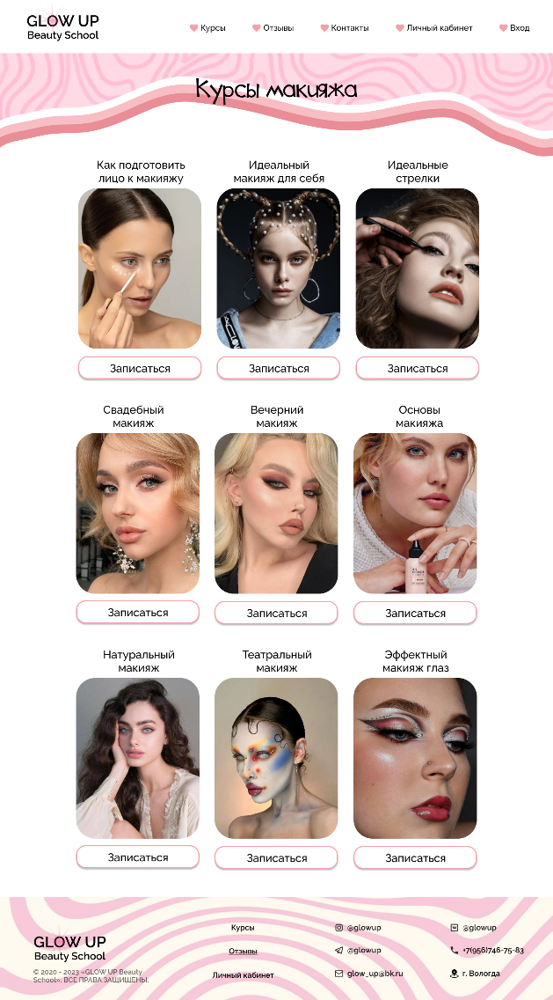 GLOW UP
Beauty School
Курсы
Отзывы
Контакты
Личный кабинет
Вход
Курсы макияжа
Как подготовить
лицо к макияжу
Идеальный
макияж для себя
Идеальные
стрелки
Записаться
Записаться
Записаться
Свадебный
макияж
Вечерний
макияж
Основы
макияжа
Записаться
Записаться
Записаться
Натуральный
макияж
Театральный
макияж
Эффектный
макияж глаз
Записаться
Записаться
Записаться
GLOW UP
Beauty School
© 2020 - 2023 «GLOW UP Beauty
School». ВСЕ ПРАВА ЗАЩИЩЕНЫ.
Курсы
Отзывы
Личный кабинет
@glowup
@glowup
glow_up@bk.ru
@glowup
+7(956)746-75-83
г. Вологда